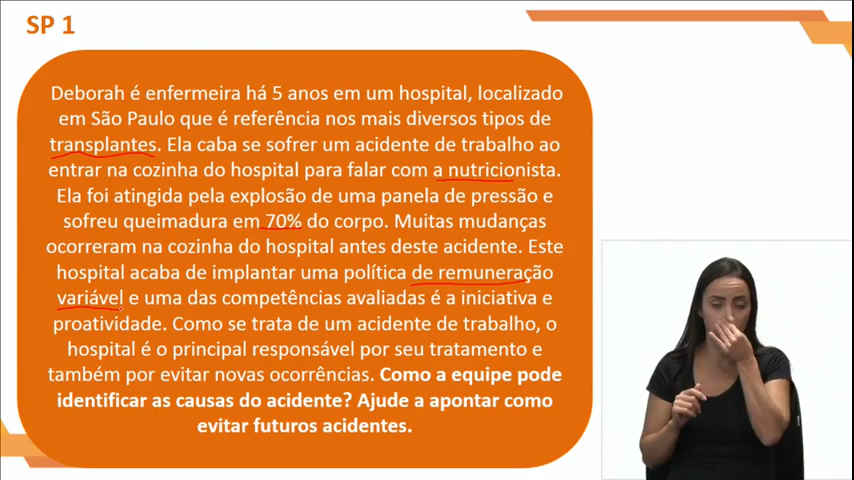 SP 1
Deborah é enfermeira há 5 anos em um hospital, localizado
em São Paulo que é referência nos mais diversos tipos de
transplantes. Ela caba se sofrer um acidente de trabalho ao
entrar na cozinha do hospital para falar com a nutricionista.
Ela foi atingida pela explosão de uma panela de pressão e
sofreu queimadura em 70% do corpo. Muitas mudanças
ocorreram na cozinha do hospital antes deste acidente. Este
hospital acaba de implantar uma política de remuneração
variável e uma das competências avaliadas é a iniciativa e
proatividade. Como se trata de um acidente de trabalho, o
hospital é o principal responsável por seu tratamento e
também por evitar novas ocorrências. Como a equipe pode
identificar as causas do acidente? Ajude a apontar como
evitar futuros acidentes.